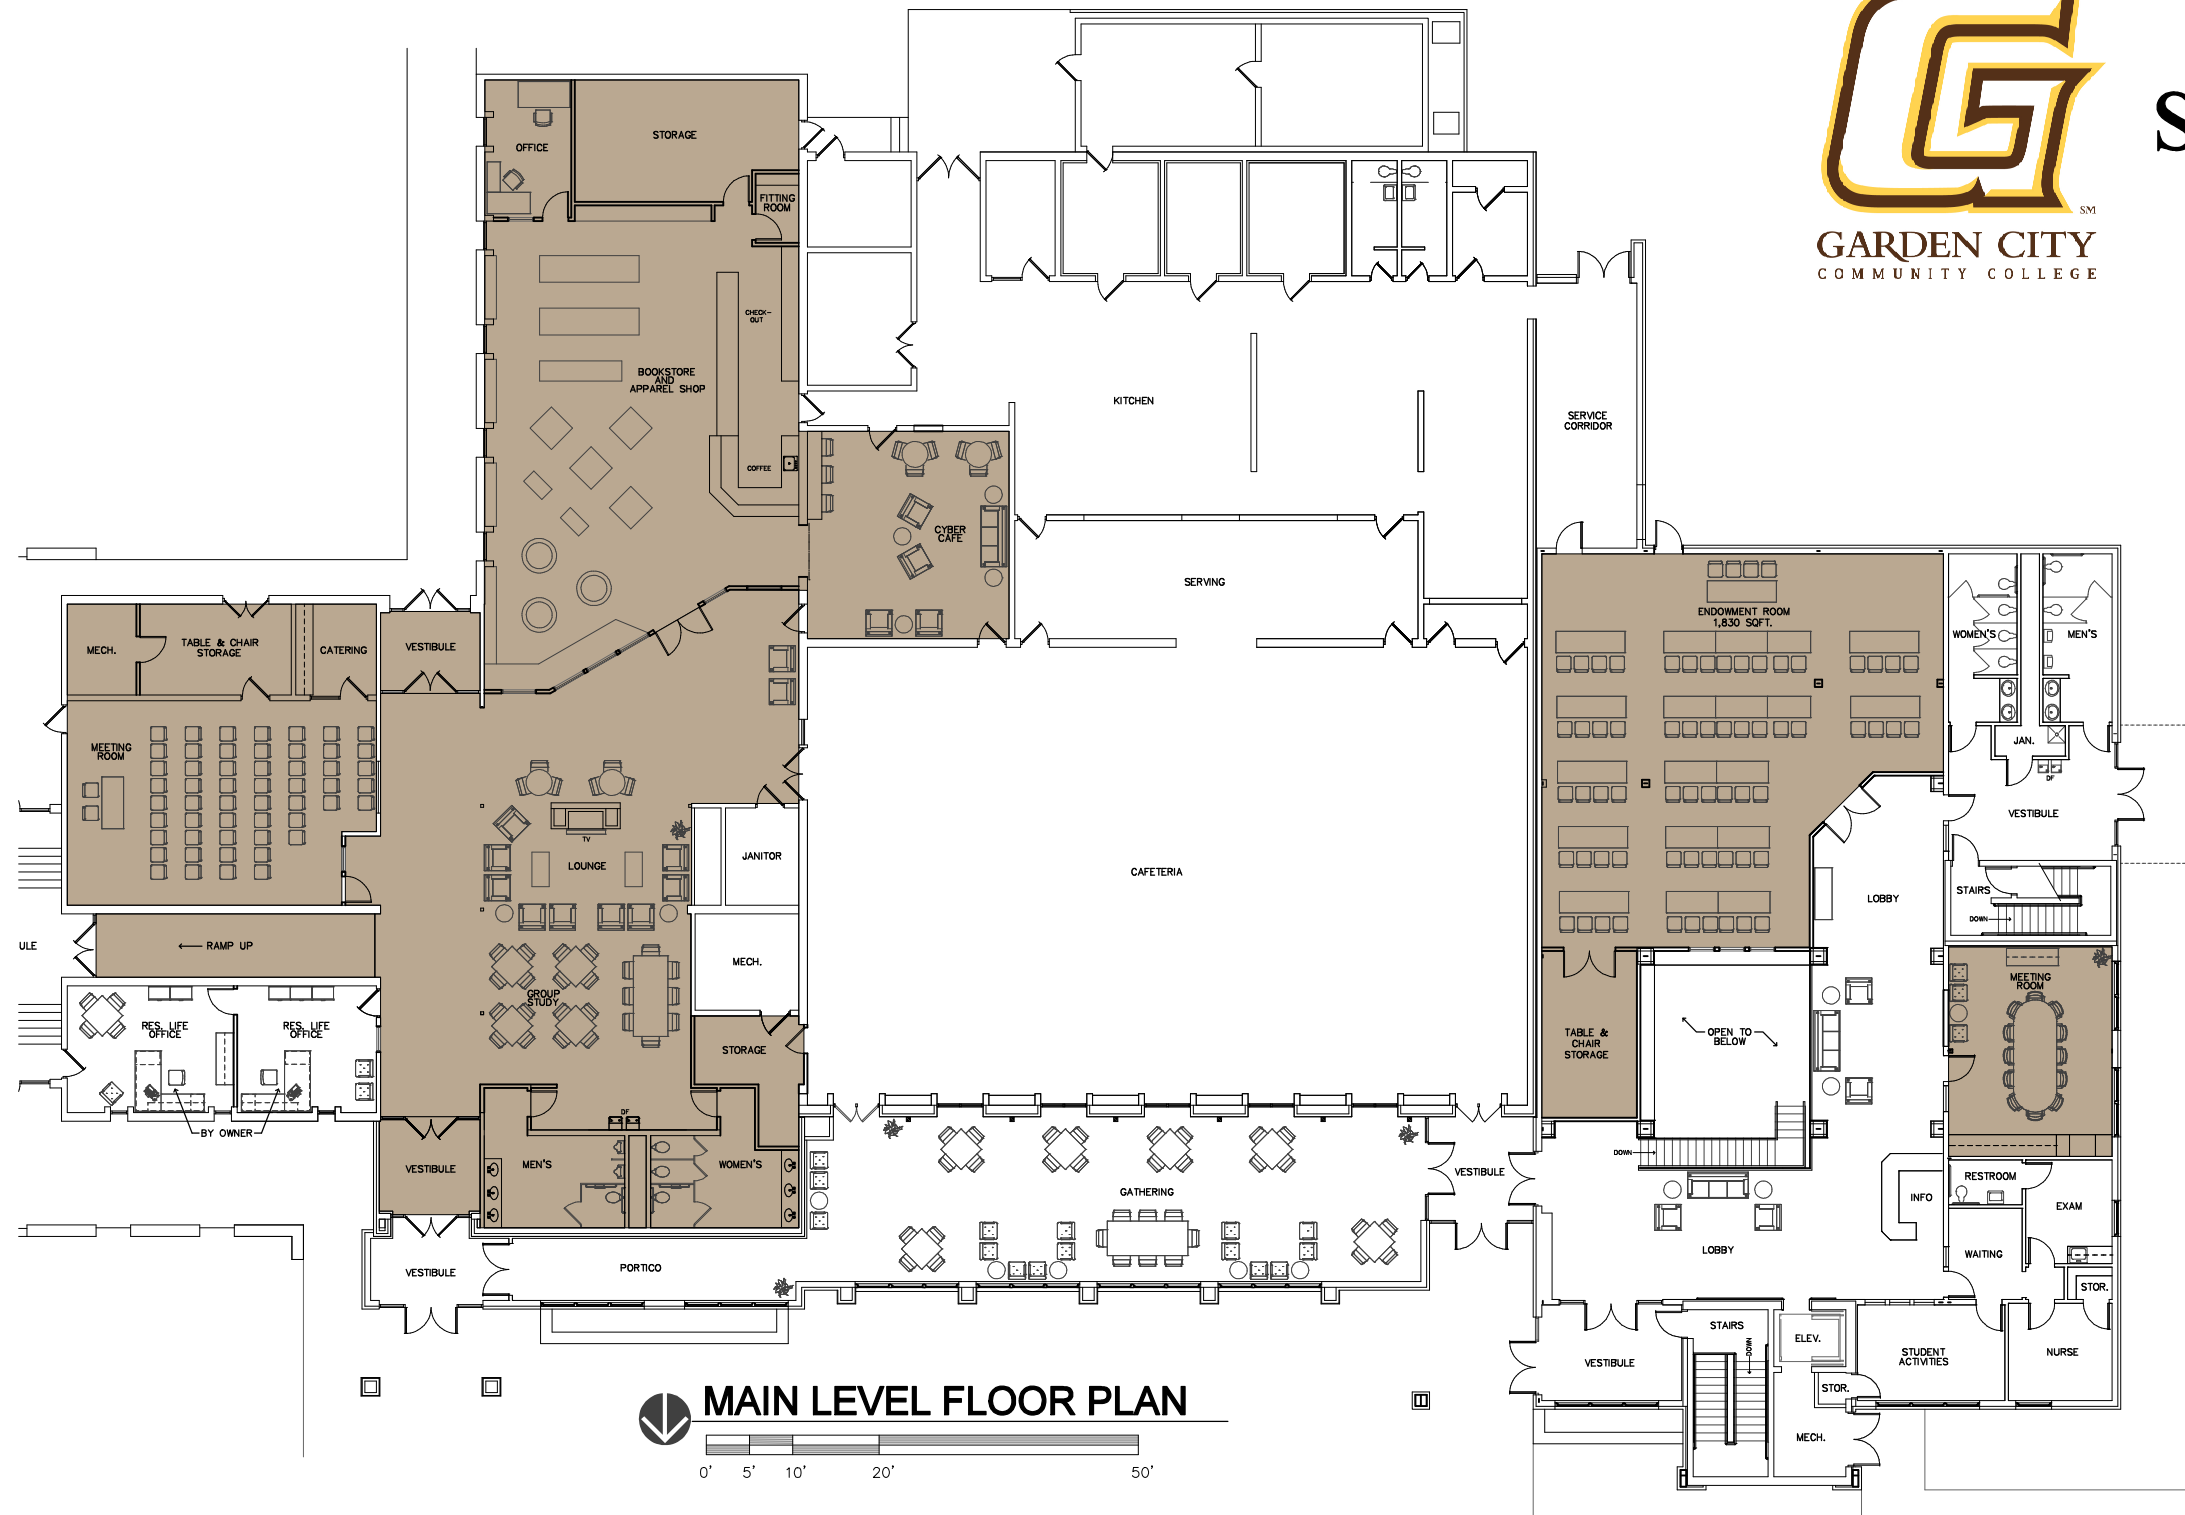 S
SM
GARDEN CITY
COMMUNITY COLLEGE
OFFICE
STORAGE
FITTING
ROOM
CHECK-
OUT
BOOKSTORE
AND
APPAREL SHOP
COFFEE
KITCHEN
SERVICE
CORRIDOR
CYBER
CAFE
SERVING
MECH.
TABLE & CHAIR
STORAGE
CATERING
VESTIBULE
ENDOWMENT ROOM
1,830 SQFT.
WOMEN'S
MEN'S
MEETING
ROOM
JAN.
DF
VESTIBULE
TV
LOUNGE
JANITOR
CAFETERIA
LOBBY
STAIRS
DOWN
ULE
RAMP UP
MECH.
GROUP
STUDY
MEETING
ROOM
RES. LIFE
OFFICE
RES. LIFE
OFFICE
STORAGE
TABLE &
CHAIR
STORAGE
OPEN TO
BELOW
BY OWNER
DF
VESTIBULE
MEN'S
WOMEN'S
DOWN
VESTIBULE
GATHERING
RESTROOM
INFO
EXAM
LOBBY
WAITING
VESTIBULE
PORTICO
STOR.
STAIRS
DOWN
ELEV.
VESTIBULE
STUDENT
ACTIVITIES
NURSE
STOR.
MECH.
MAIN LEVEL FLOOR PLAN
0' 5' 10' 20' 50'